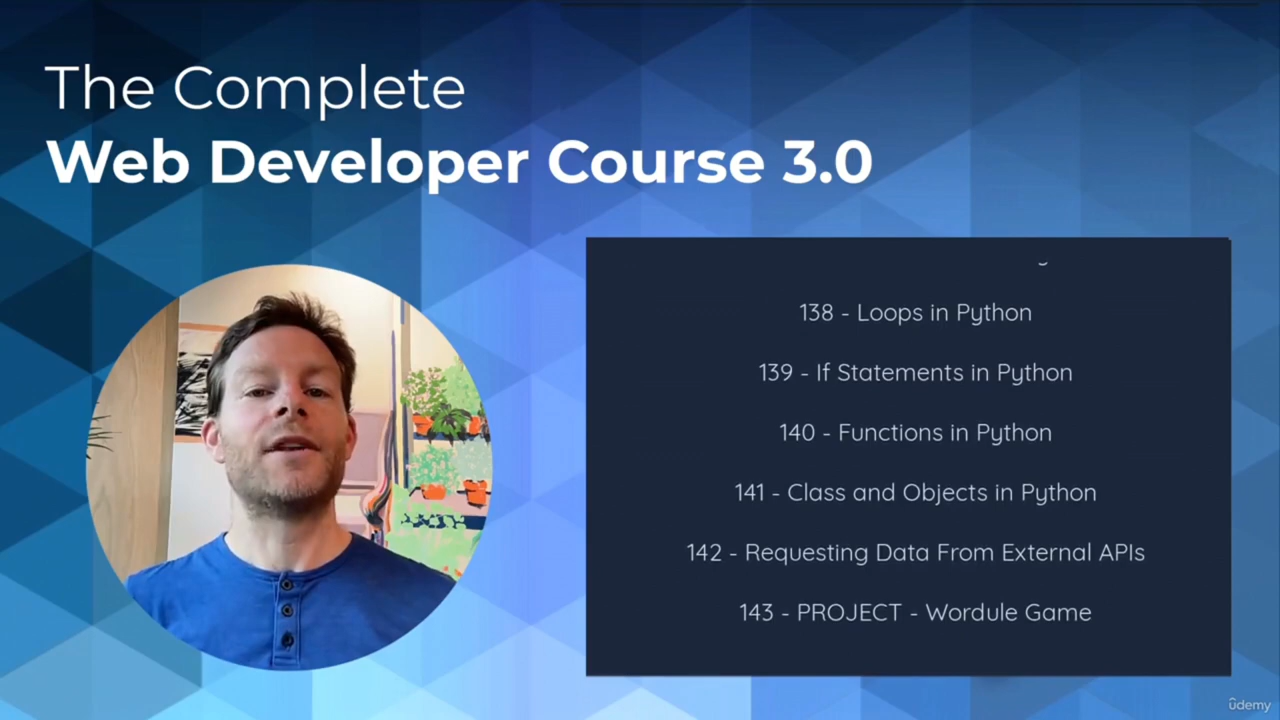 The Complete
Web Developer Course 3.0
138 - Loops in Python
139 - If Statements in Python
140 - Functions in Python
141 - Class and Objects in Python
142 - Requesting Data From External APIs
143 - PROJECT - Wordule Game
ûdemy